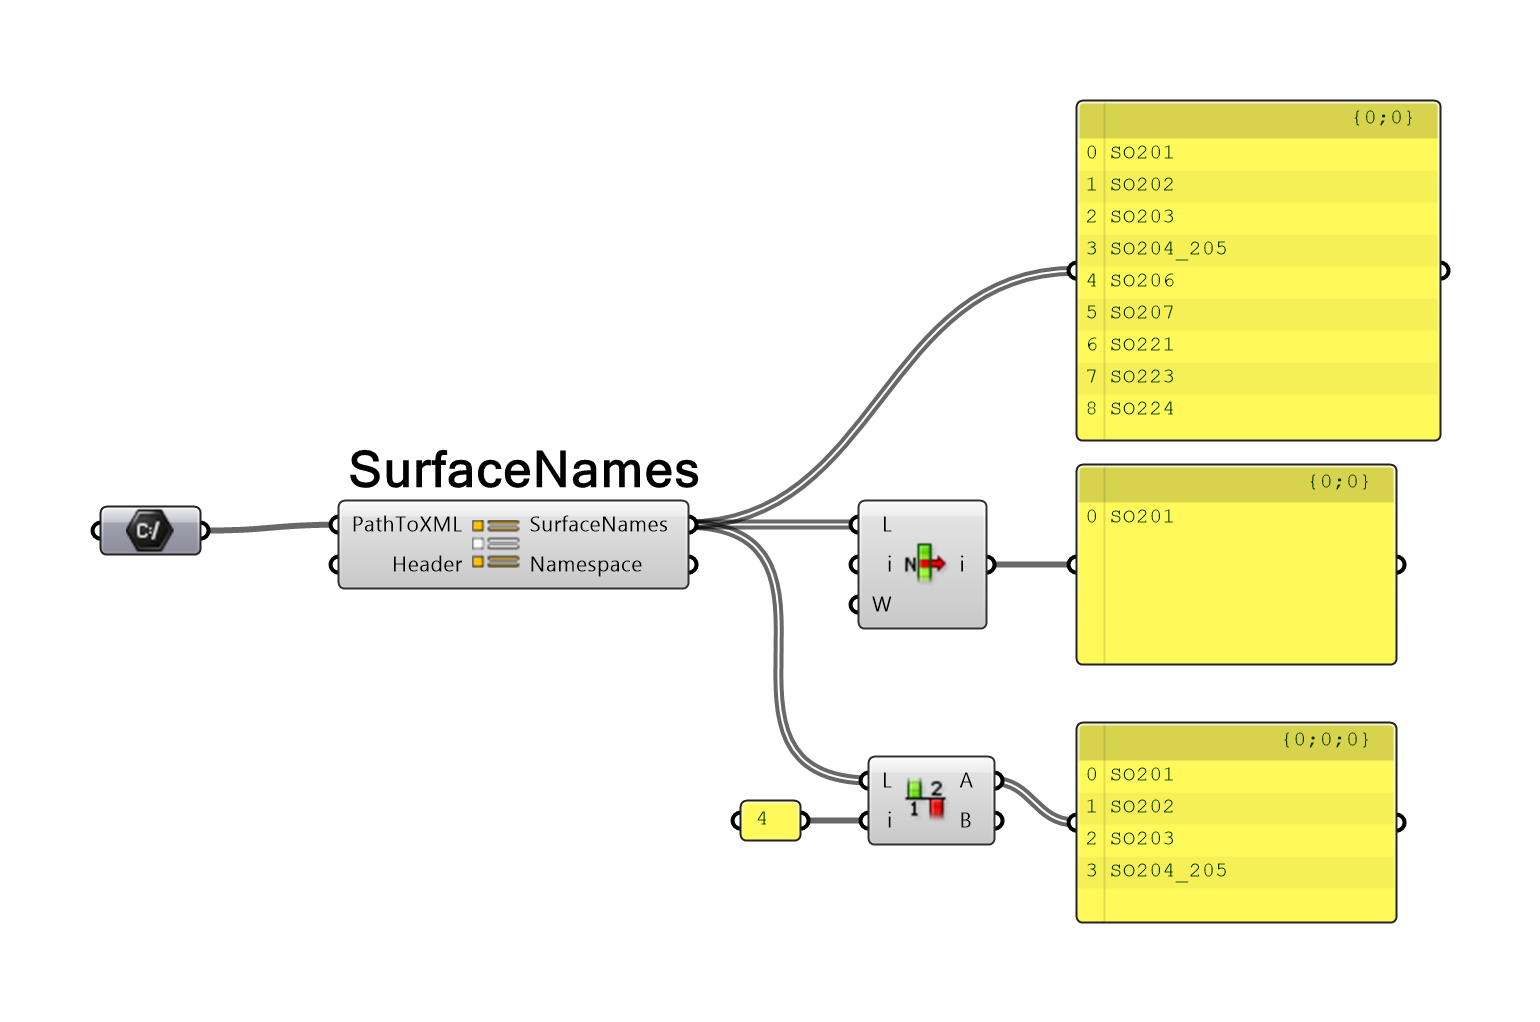 {0;0}
0 SO201
1 SO202
2 SO203
3 SO204_205
4 SO206
5 SO207
6 SO221
7 SO223
8 SO224
SurfaceNames
C:/
PathToXML SurfaceNames
Header Namespace
L
i N i
W
{0;0}
0 SO201
L 2 A
i 1 B
4
{0;0;0}
0 SO201
1 SO202
2 SO203
3 SO204_205